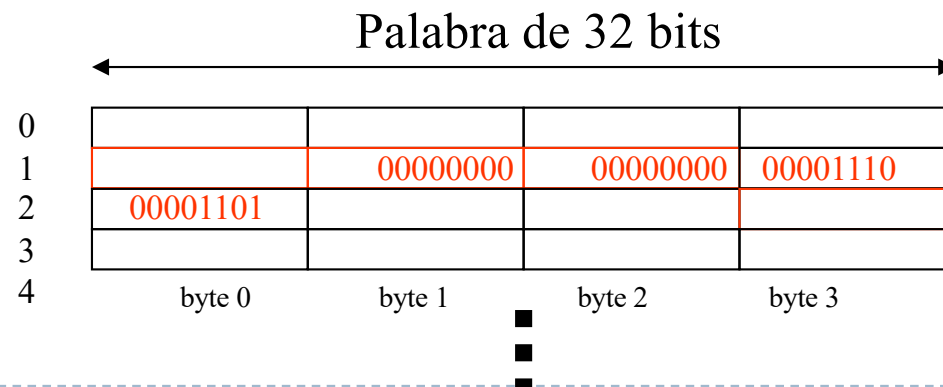 Palabra de 32 bits
0
1 00000000 00000000 00001110
2 00001101
3
4
byte 0 byte 1 byte 2 byte 3